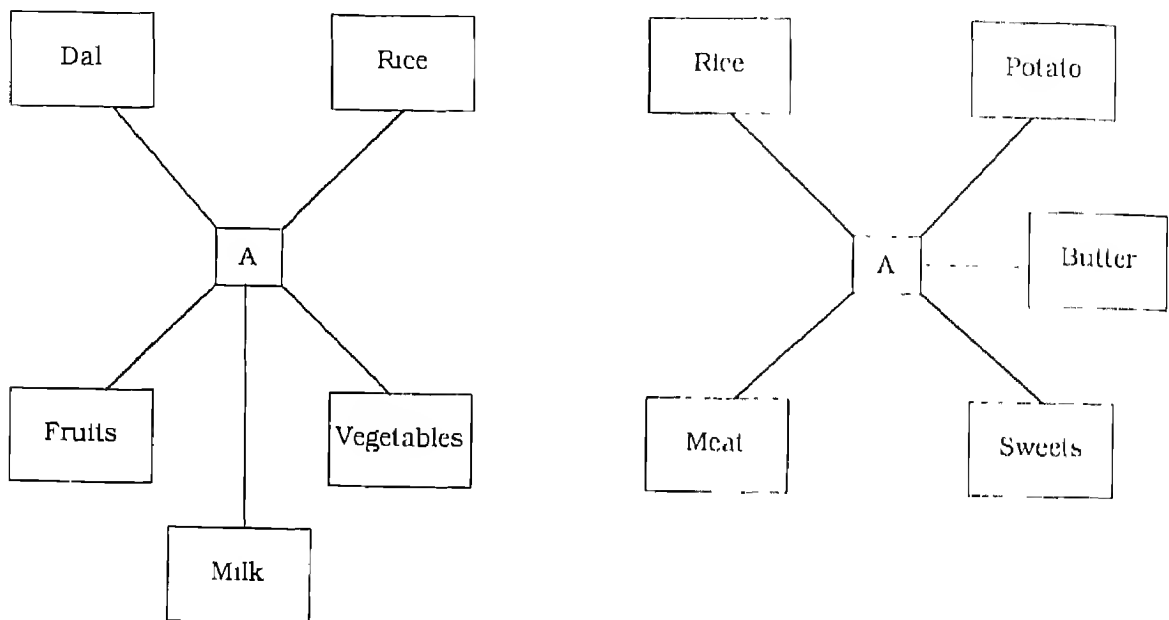 Dal
Rice
A
Fruits
Vegetables
Milk
Rice
Potato
A
Butter
Meat
Sweets